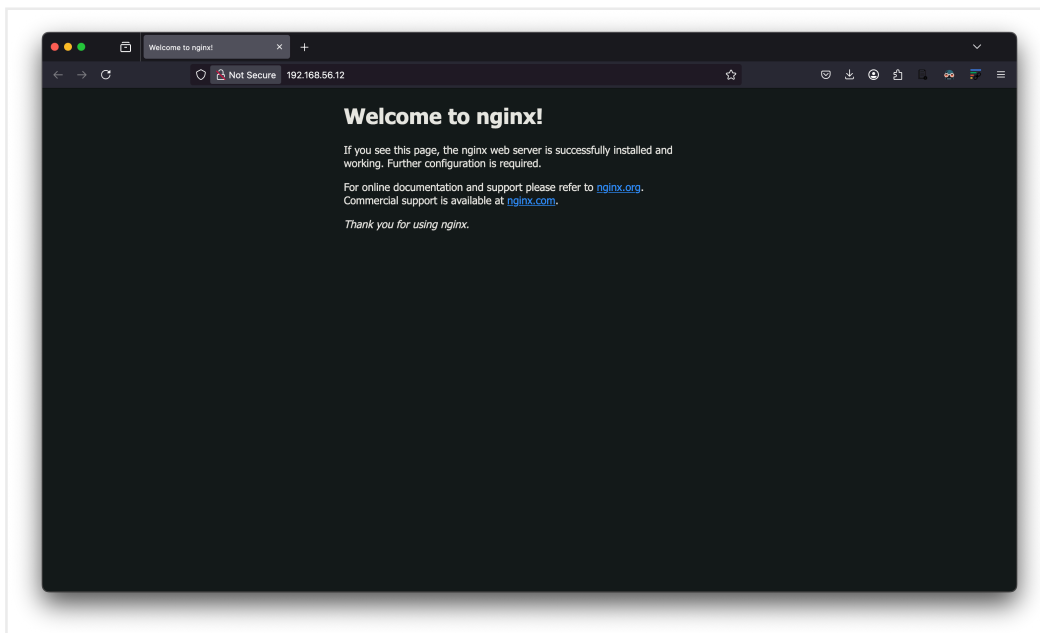 Welcome to nginx!
Not Secure 192.168.56.12
Welcome to nginx!
If you see this page, the nginx web server is successfully installed and
working. Further configuration is required.
For online documentation and support please refer to nginx.org.
Commercial support is available at nginx.com.
Thank you for using nginx.